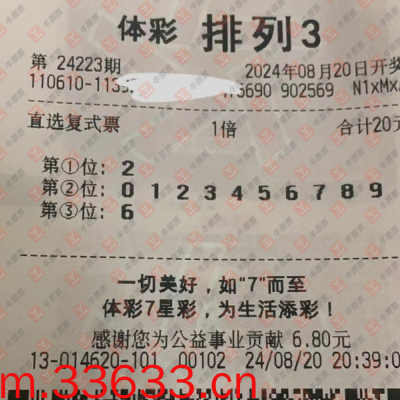 体彩 排列3
第 24223期 2024年08月20日开奖
110610-1133 6690 902569 N1xMx
直选复式票 1倍 合计20元
第①位: 2
第②位: 0 1 2 3 4 5 6 7 8 9
第③位: 6
一切美好，如“7”而至
体彩7星彩，为生活添彩！
感谢您为公益事业贡献 6.80元
13-014620-101 00102 24/08/20 20:39:0
m.33633.cn